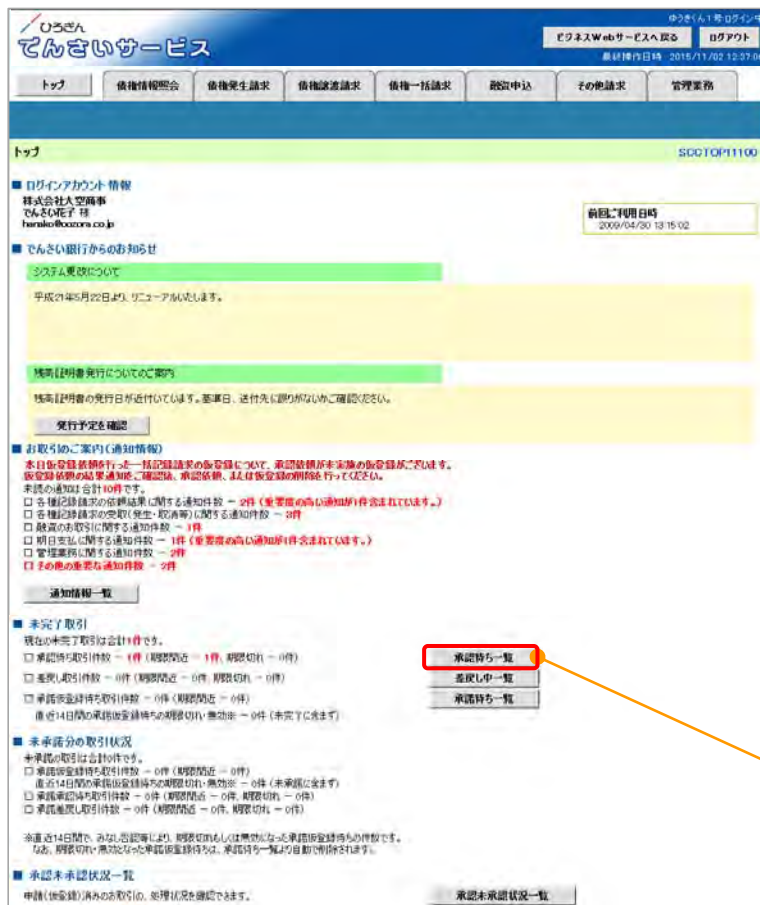 ゆうぎん1号ログイン中
ひろぎん
でんさいサービス
ビジネスWebサービスへ戻る
ログアウト
最終操作日時 2015/11/02 12:37:0
トップ
債権情報照会
債権発生請求
債権譲渡請求
債権一括請求
融資申込
その他請求
管理業務
トップ
SCCTOP11100
■ ログインアカウント情報
株式会社大空商事
でんさい花子 様
hanako@oozora.co.jp
前回ご利用日時
2009/04/30 13:15:02
■ でんさい銀行からのお知らせ
システム更改について
平成21年5月22日より、リニューアルいたします。
残高証明書発行についてのご案内
残高証明書の発行日が近付いています。基準日、送付先に誤りがないかご確認ください。
発行予定を確認
■ お取引のご案内(通知情報)
本日仮登録依頼を行った一括記録請求の仮登録について、承認依頼が未実施の仮登録がございます。
仮登録依頼の結果通知をご確認後、承認依頼、または仮登録の削除を行ってください。
未読の通知は合計10件です。
□ 各種記録請求の依頼結果に関する通知件数 － 2件 (重要度の高い通知が1件含まれています。)
□ 各種記録請求の受取(発生・取消等)に関する通知件数 － 3件
□ 融資のお取引に関する通知件数 － 1件
□ 期日支払に関する通知件数 － 1件 (重要度の高い通知が1件含まれています。)
□ 管理業務に関する通知件数 － 2件
□ その他の重要な通知件数 － 2件
通知情報一覧
■ 未完了取引
現在の未完了取引は合計1件です。
□ 承認待ち取引件数 － 1件 (期限間近 － 1件、期限切れ － 0件)
承認待ち一覧
□ 差戻し取引件数 － 0件 (期限間近 － 0件、期限切れ － 0件)
差戻し中一覧
□ 承諾仮登録待ち取引件数 － 0件 (期限間近 － 0件)
承諾待ち一覧
直近14日間の承諾仮登録待ちの期限切れ・無効※ － 0件 (未完了に含まず)
■ 未承諾分の取引状況
未承諾の取引は合計0件です。
□ 承諾仮登録待ち取引件数 － 0件 (期限間近 － 0件)
直近14日間の承諾仮登録待ちの期限切れ・無効※ － 0件 (未承諾に含まず)
□ 承諾承認待ち取引件数 － 0件 (期限間近 － 0件、期限切れ － 0件)
□ 承諾差戻し取引件数 － 0件 (期限間近 － 0件、期限切れ － 0件)
※直近14日間で、みなし否認等により、期限切れもしくは無効になった承諾仮登録待ちの件数です。
なお、期限切れ・無効となった承諾仮登録待ちは、承諾待ち一覧より自動で削除されます。
■ 承認未承認状況一覧
申請(仮登録)済みのお取引の、処理状況を確認できます。
承認未承認状況一覧